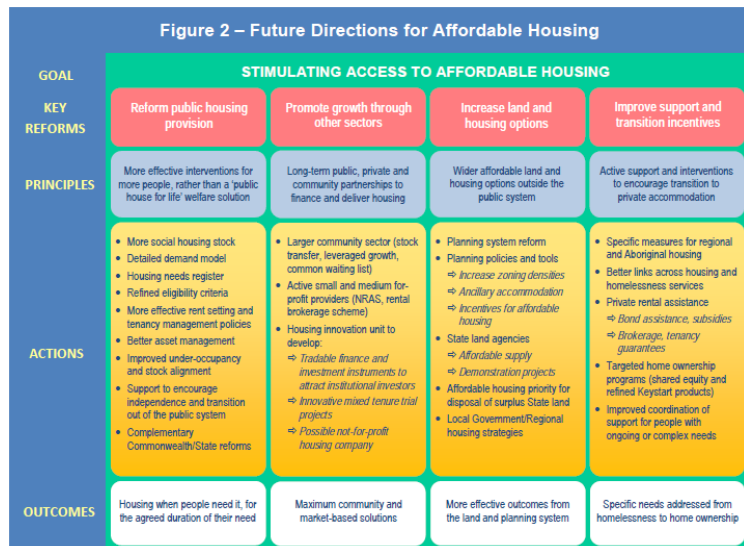 Figure 2 – Future Directions for Affordable Housing
GOAL
STIMULATING ACCESS TO AFFORDABLE HOUSING
KEY
REFORMS
Reform public housing
provision
Promote growth through
other sectors
Increase land and
housing options
Improve support and
transition incentives
PRINCIPLES
More effective interventions for
more people, rather than a ‘public
house for life’ welfare solution
Long-term public, private and
community partnerships to
finance and deliver housing
Wider affordable land and
housing options outside the
public system
Active support and interventions
to encourage transition to
private accommodation
ACTIONS
• More social housing stock
• Detailed demand model
• Housing needs register
• Refined eligibility criteria
• More effective rent setting and
tenancy management policies
• Better asset management
• Improved under-occupancy
and stock alignment
• Support to encourage
independence and transition
out of the public system
• Complementary
Commonwealth/State reforms
• Larger community sector (stock
transfer, leveraged growth,
common waiting list)
• Active small and medium for-
profit providers (NRAS, rental
brokerage scheme)
• Housing innovation unit to
develop:
⇨ Tradable finance and
investment instruments to
attract institutional investors
⇨ Innovative mixed tenure trial
projects
⇨ Possible not-for-profit
housing company
• Planning system reform
• Planning policies and tools
⇨ Increase zoning densities
⇨ Ancillary accommodation
⇨ Incentives for affordable
housing
• State land agencies
⇨ Affordable supply
⇨ Demonstration projects
• Affordable housing priority for
disposal of surplus State land
• Local Government/Regional
housing strategies
• Specific measures for regional
and Aboriginal housing
• Better links across housing and
homelessness services
• Private rental assistance
⇨ Bond assistance, subsidies
⇨ Brokerage, tenancy
guarantees
• Targeted home ownership
programs (shared equity and
refined Keystart products)
• Improved coordination of
support for people with
ongoing or complex needs
OUTCOMES
Housing when people need it, for
the agreed duration of their need
Maximum community and
market-based solutions
More effective outcomes from
the land and planning system
Specific needs addressed from
homelessness to home ownership